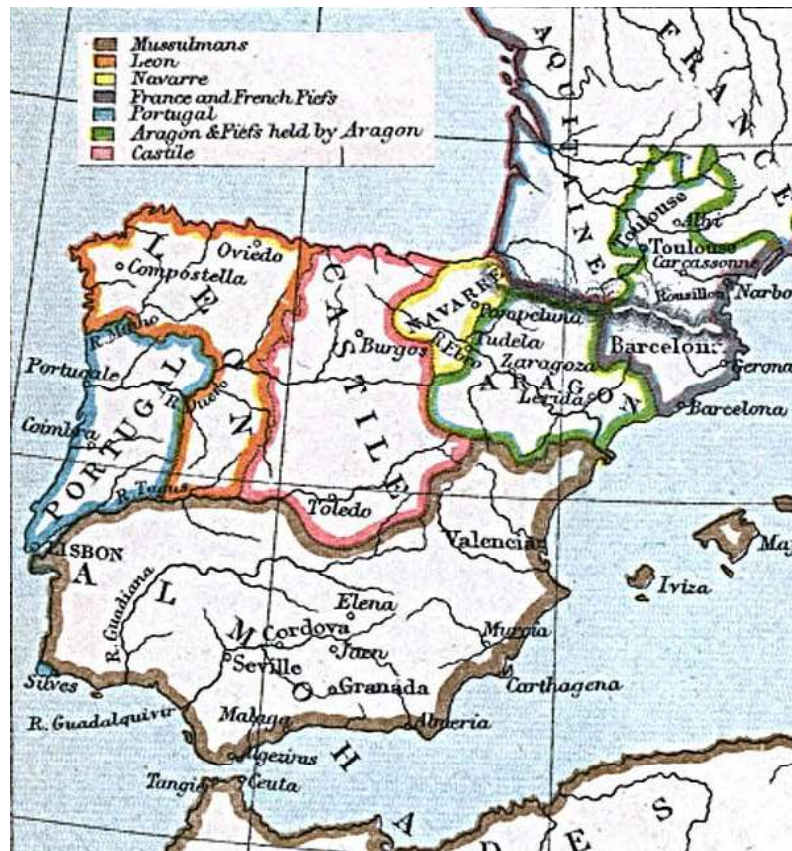 Mussulmans
Leon
Navarre
France and French Fiefs
Portugal
Aragon & Fiefs held by Aragon
Castile
AQUITAINE
FRANCE
LEON
Oviedo
Compostella
CASTILE
NAVARRE
Pampeluna
Toulouse
Albi
Toulouse
Carcassonne
Rousillon
Narbo
R. Minho
Burgos
Tudela
R. Ebro
Zaragoza
Barcelon
Gerona
PORTUGAL
Portugale
R. Duero
ARAGON
Lerida
Barcelona
Coimbra
R. Tagus
Toledo
LISBON
Valencia
Maj
Iviza
ALMOHADES
R. Guadiana
Elena
Cordova
Jaen
Murcia
Seville
Silves
Granada
Carthagena
R. Guadalquivir
Malaga
Almeria
Algeziras
Tangie
Ceuta